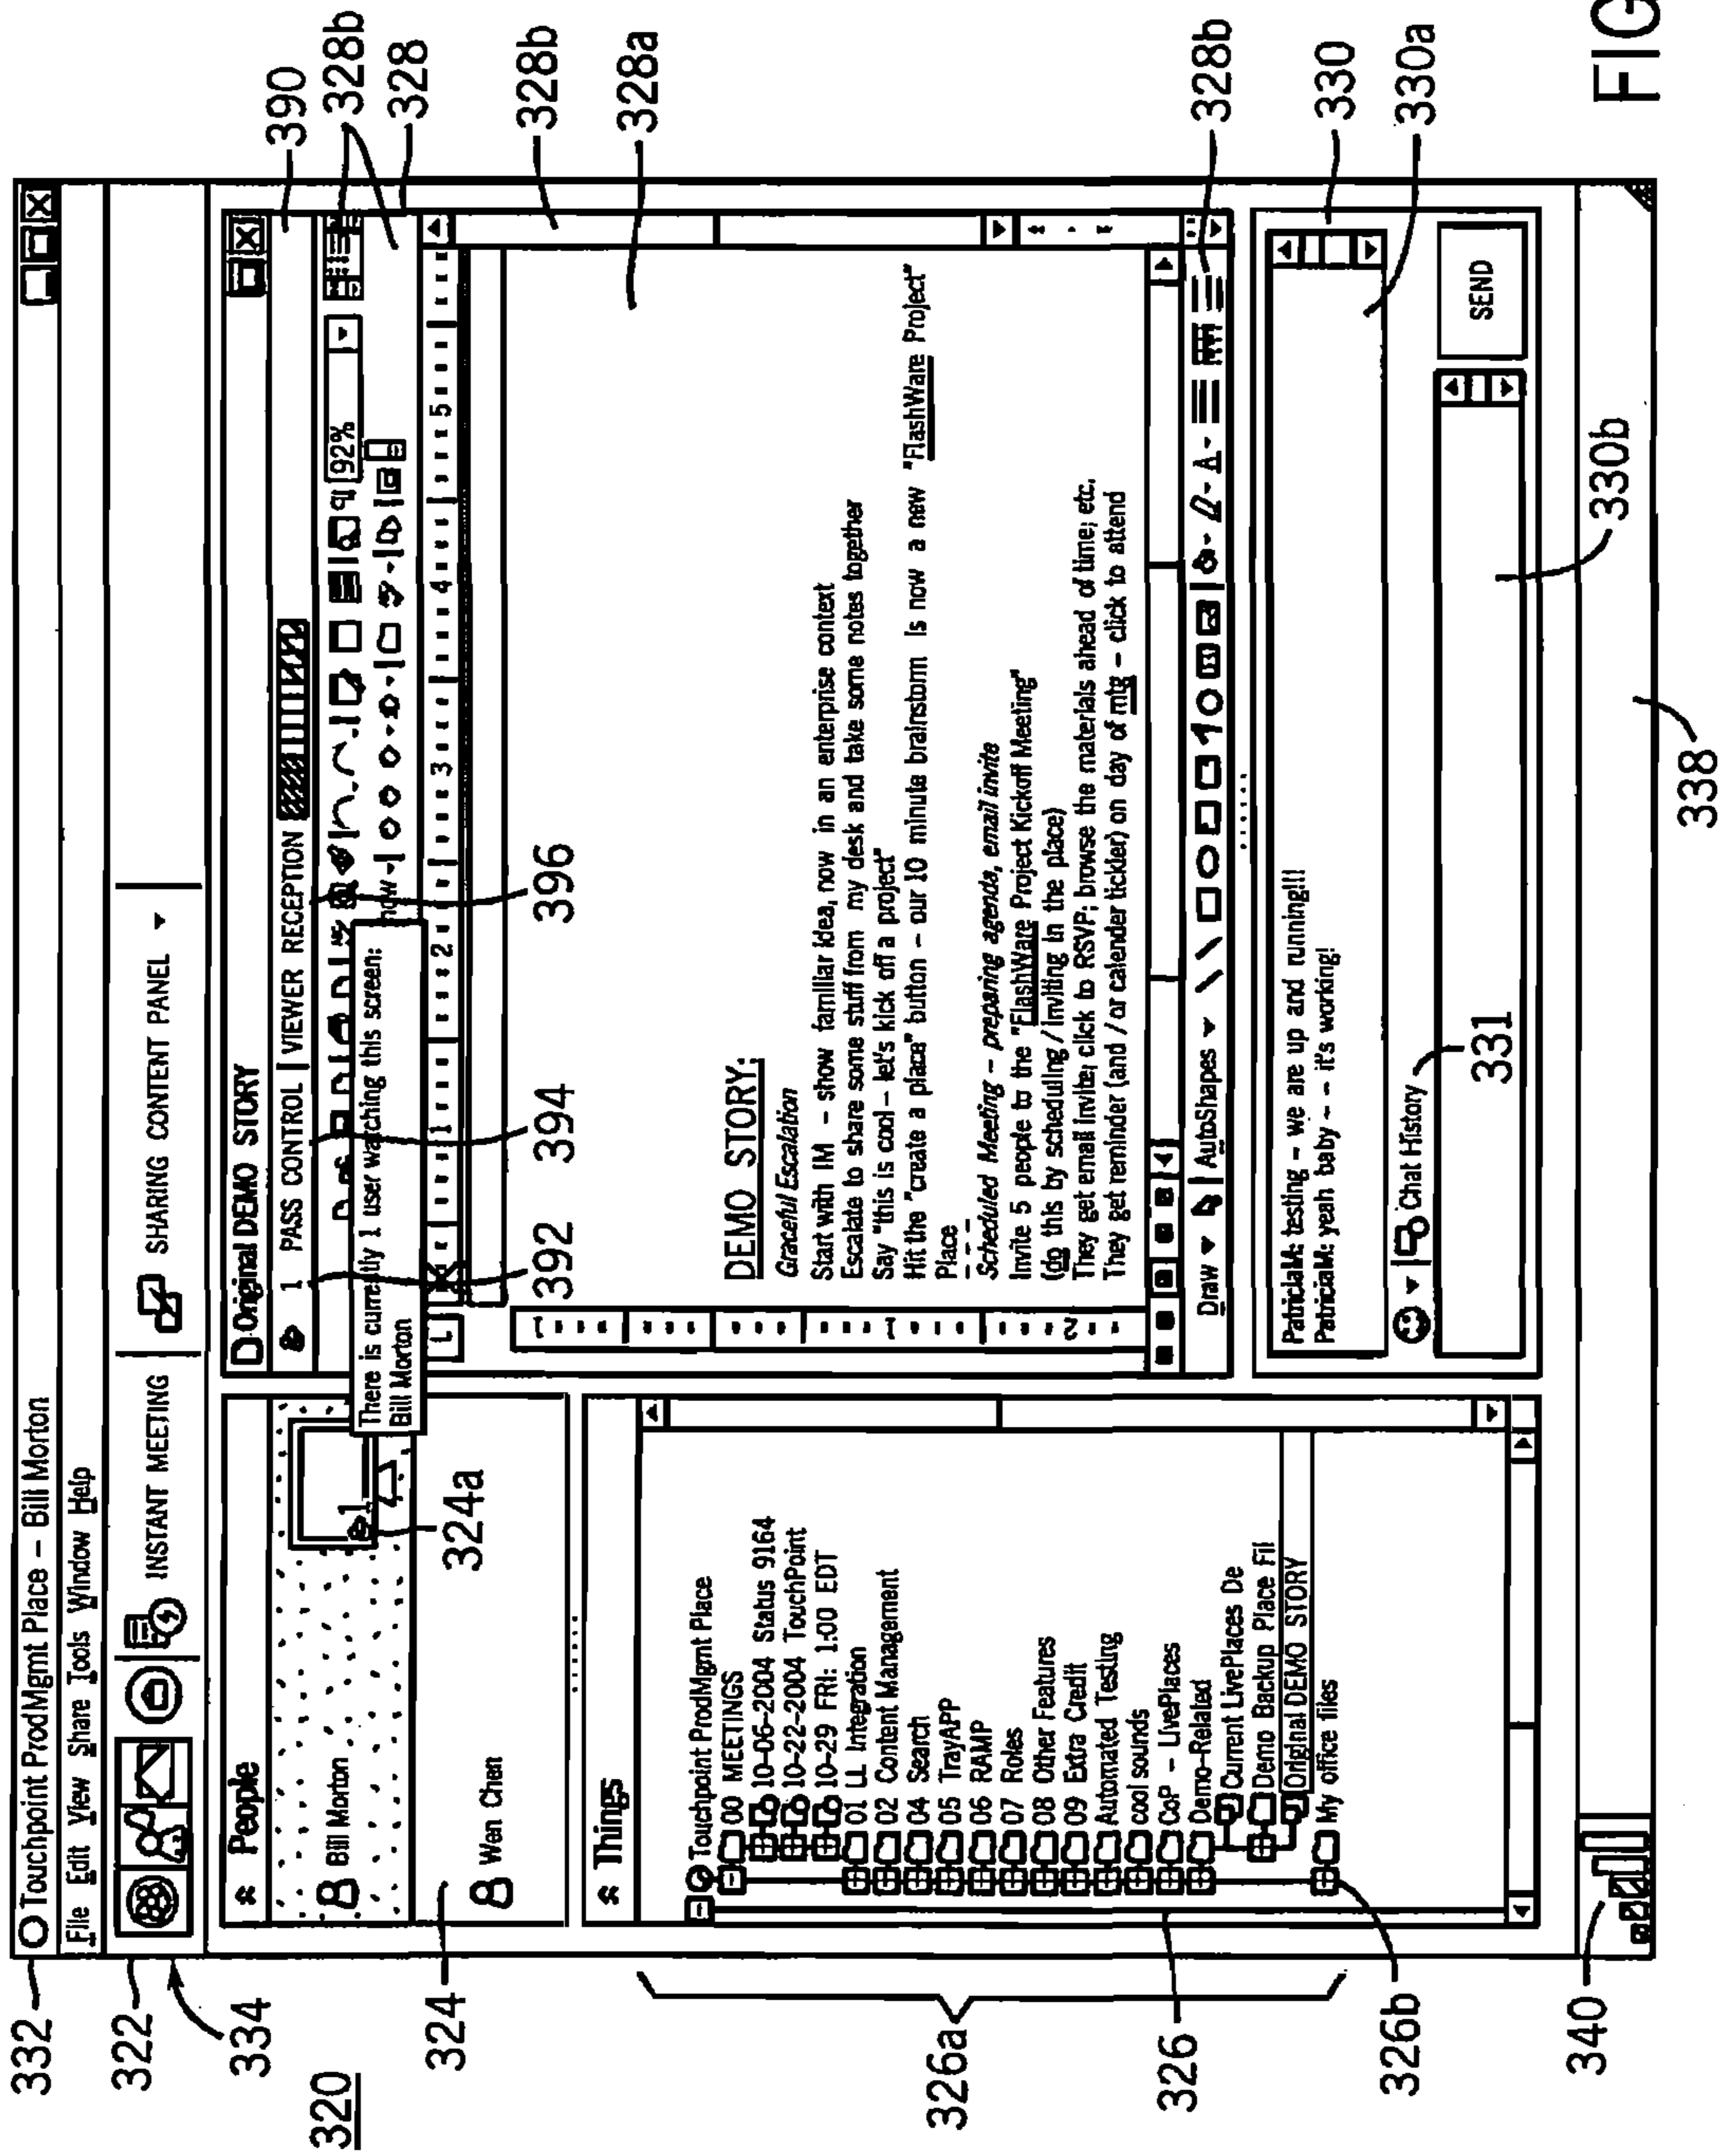 332
Touchpoint ProdMgmt Place – Bill Morton
322
File Edit View Share Tools Window Help
334
INSTANT MEETING
SHARING CONTENT PANEL
320
People
Bill Morton
1
324a
324
Wen Chen
Things
Touchpoint ProdMgmt Place
00 MEETINGS
10-06-2004 Status 9164
10-22-2004 TouchPoint
10-29 FRI: 1:00 EDT
01 LL Integration
02 Content Management
04 Search
05 TrayAPP
06 RAMP
07 Roles
08 Other Features
09 Extra Credit
Automated Testing
cool sounds
CoP – LivePlaces
Demo-Related
Current LivePlaces De
Demo Backup Place Fil
Original DEMO STORY
My office files
326a
326
326b
340
Original DEMO STORY
390
1 PASS CONTROL | VIEWER RECEPTION
92%
328b
There is currently 1 user watching this screen:
Bill Morton
328
392
394
396
L
1 2 3 4 5
328b
328a
DEMO STORY:
Graceful Escalation
Start with IM – show familiar idea, now in an enterprise context
Escalate to share some stuff from my desk and take some notes together
Say "this is cool – let's kick off a project"
Hit the "create a place" button – our 10 minute brainstorm is now a new "FlashWare Project"
Place
– – –
Scheduled Meeting – preparing agenda, email invite
Invite 5 people to the "FlashWare Project Kickoff Meeting"
(do this by scheduling / inviting in the place)
They get email invite; click to RSVP; browse the materials ahead of time; etc.
They get reminder (and / or calender tickler) on day of mtg – click to attend
1
1
2
Draw AutoShapes A
328b
330
PatriciaM: testing – we are up and running!!!
PatriciaM: yeah baby ~ – it's working!
330a
Chat History
331
SEND
330b
338
FIG